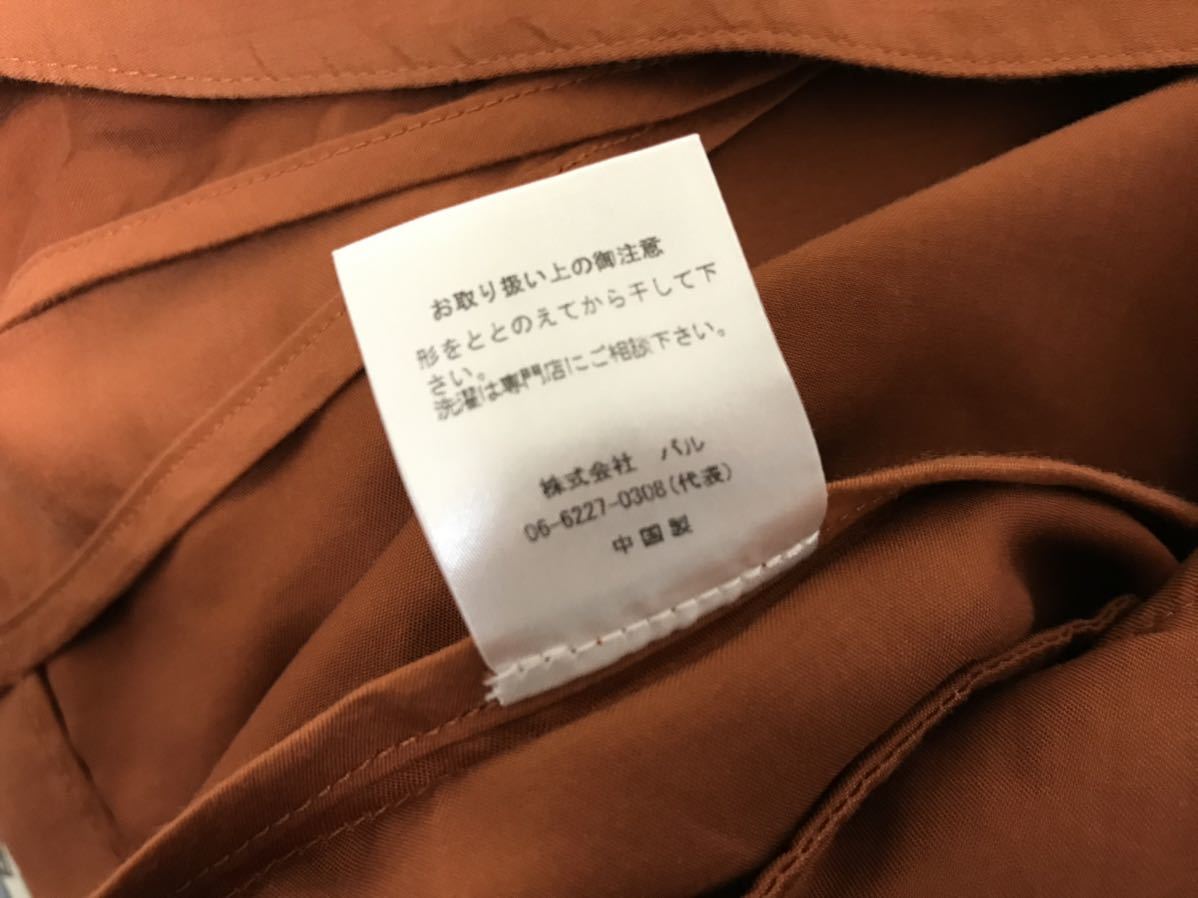 お取り扱い上の御注意
形をととのえてから干して下
さい。
洗濯は専門店にご相談下さい。
株式会社 パル
06-6227-0308(代表)
中国製